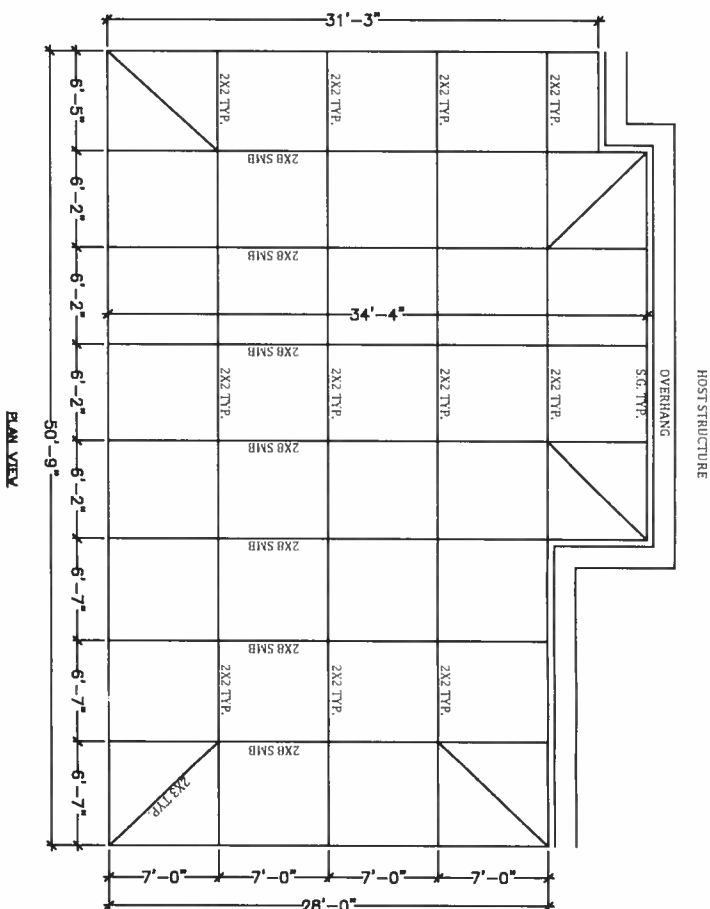 31'-3"
6'-5"
2X2 TYP.
2X2 TYP.
2X2 TYP.
2X2 TYP.
2X8 SMB
6'-2"
2X8 SMB
6'-2"
34'-4"
2X8 SMB
HOST STRUCTURE
OVERHANG
S.G. TYP.
2X2 TYP.
2X2 TYP.
2X2 TYP.
2X2 TYP.
6'-2"
50'-9"
PLAN VIEW
2X8 SMB
6'-2"
2X8 SMB
6'-7"
2X8 SMB
2X2 TYP.
2X2 TYP.
2X2 TYP.
6'-7"
2X8 SMB
2X3 TYP.
6'-7"
7'-0"
7'-0"
7'-0"
7'-0"
28'-0"